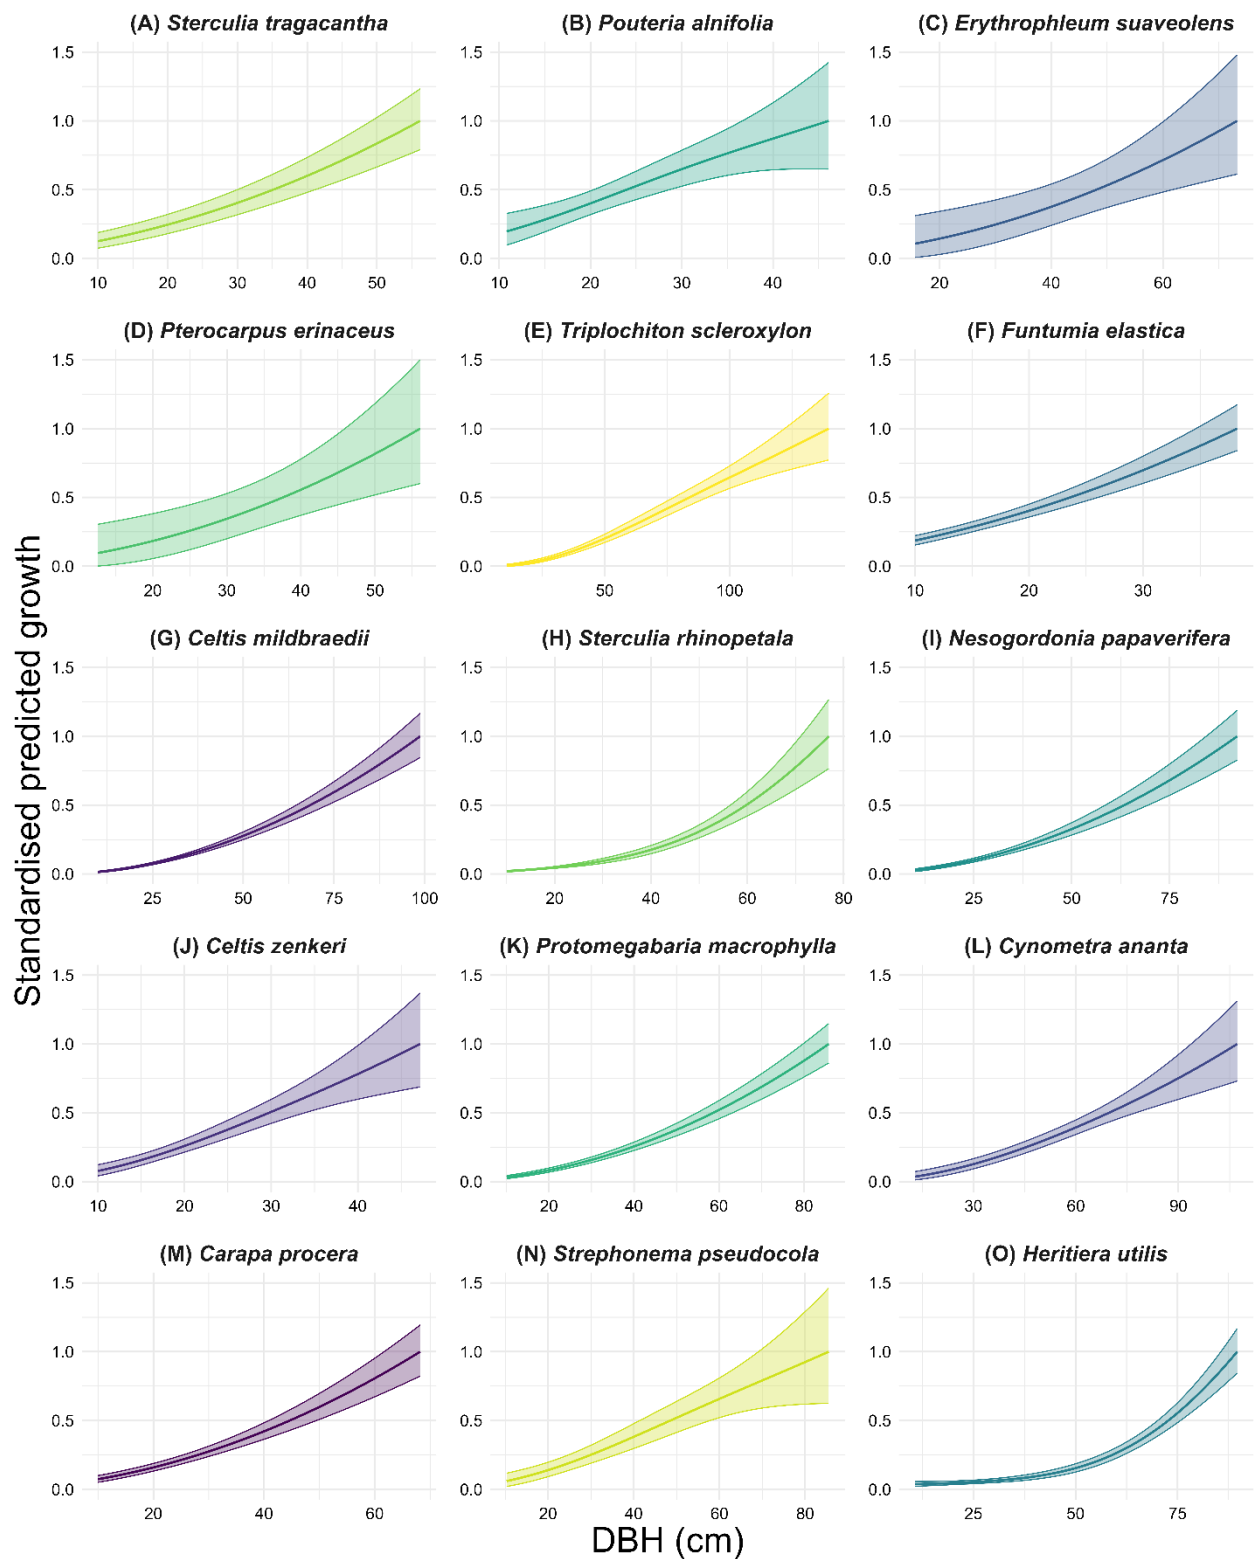 (A) Sterculia tragacantha
(B) Pouteria alnifolia
(C) Erythrophleum suaveolens
1.5
1.0
0.5
0.0
10 20 30 40 50
1.5
1.0
0.5
0.0
20 30 40
1.5
1.0
0.5
0.0
20 40 60
(D) Pterocarpus erinaceus
(E) Triplochiton scleroxylon
(F) Funtumia elastica
1.5
1.0
0.5
0.0
20 30 40 50
1.5
1.0
0.5
0.0
50 100
1.5
1.0
0.5
0.0
10 20 30
Standardised predicted growth
(G) Celtis mildbraedii
(H) Sterculia rhinopetala
(I) Nesogordonia papaverifera
1.5
1.0
0.5
0.0
25 50 75 100
1.5
1.0
0.5
0.0
20 40 60 80
1.5
1.0
0.5
0.0
25 50 75
(J) Celtis zenkeri
(K) Protomegabaria macrophylla
(L) Cynometra ananta
1.5
1.0
0.5
0.0
10 20 30 40
1.5
1.0
0.5
0.0
20 40 60 80
1.5
1.0
0.5
0.0
30 60 90
(M) Carapa procera
(N) Strephonema pseudocola
(O) Heritiera utilis
1.5
1.0
0.5
0.0
20 40 60
1.5
1.0
0.5
0.0
20 40 60 80
1.5
1.0
0.5
0.0
25 50 75
DBH (cm)